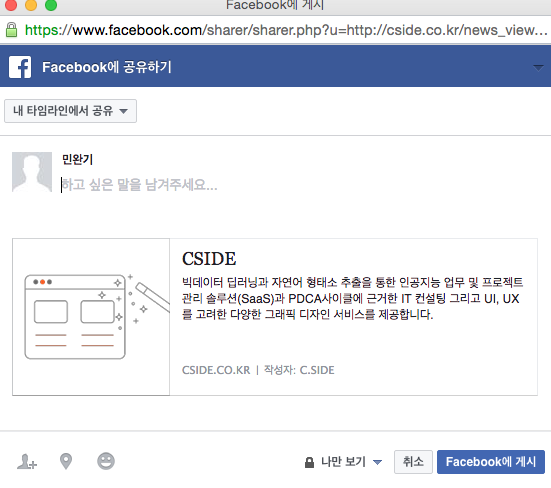 Facebook에 게시
https://www.facebook.com/sharer/sharer.php?u=http://cside.co.kr/news_view...
Facebook에 공유하기
내 타임라인에서 공유
민완기
하고 싶은 말을 남겨주세요...
CSIDE
빅데이터 딥러닝과 자연어 형태소 추출을 통한 인공지능 업무 및 프로젝트
관리 솔루션(SaaS)과 PDCA사이클에 근거한 IT 컨설팅 그리고 UI, UX
를 고려한 다양한 그래픽 디자인 서비스를 제공합니다.
CSIDE.CO.KR | 작성자: C.SIDE
나만 보기 취소 Facebook에 게시